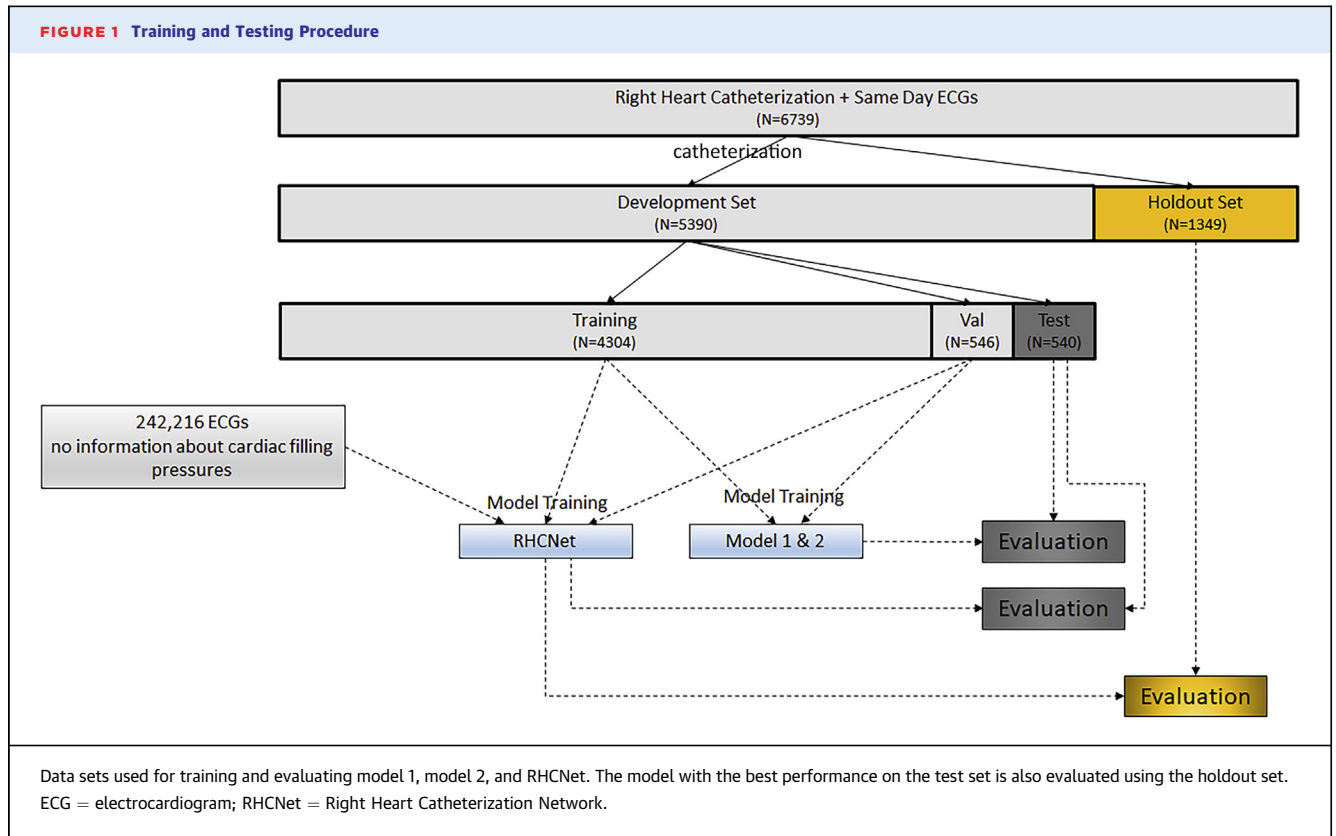 FIGURE 1 Training and Testing Procedure
Right Heart Catheterization + Same Day ECGs
(N=6739)
catheterization
Development Set
(N=5390)
Holdout Set
(N=1349)
Training
(N=4304)
Val
(N=546)
Test
(N=540)
242,216 ECGs
no information about cardiac filling
pressures
Model Training
Model Training
RHCNet
Model 1 & 2
Evaluation
Evaluation
Evaluation
Data sets used for training and evaluating model 1, model 2, and RHCNet. The model with the best performance on the test set is also evaluated using the holdout set.
ECG = electrocardiogram; RHCNet = Right Heart Catheterization Network.